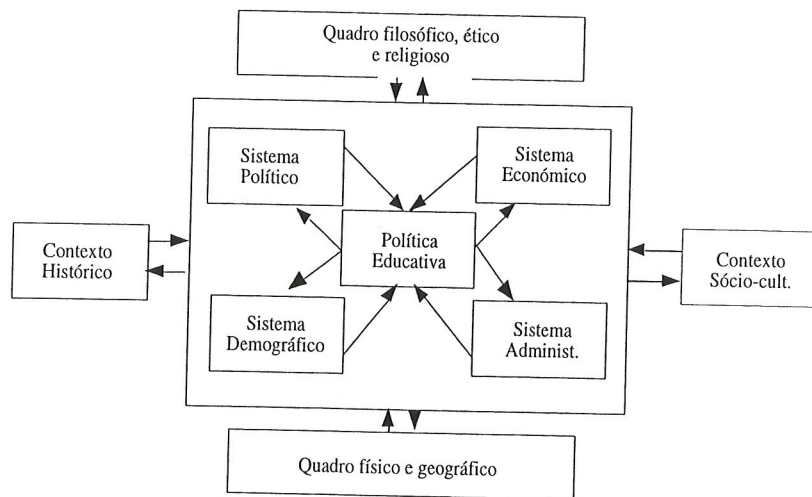 Quadro filosófico, ético
e religioso
Sistema
Político
Sistema
Económico
Contexto
Histórico
Política
Educativa
Contexto
Sócio-cult.
Sistema
Demográfico
Sistema
Administ.
Quadro físico e geográfico